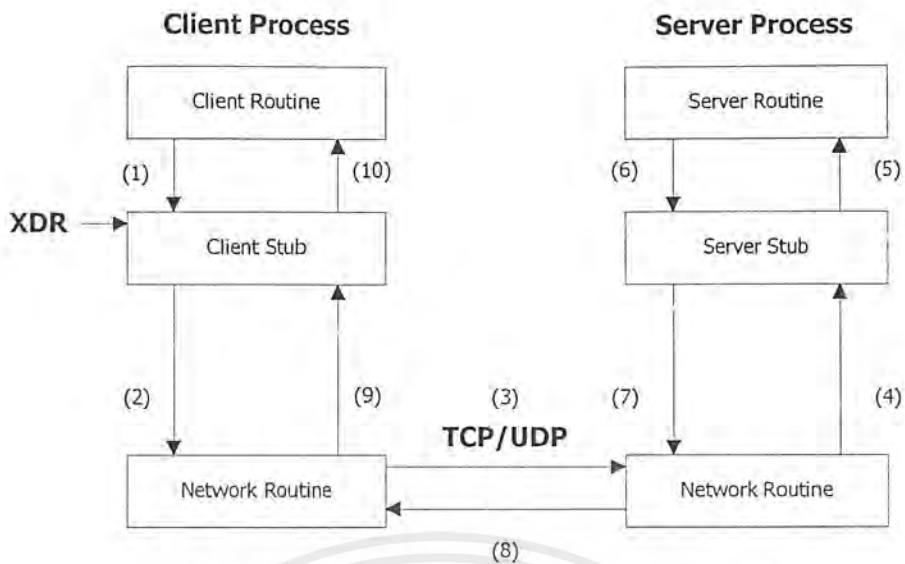 Client Process
Server Process
Client Routine
Server Routine
(1)
(10)
(6)
(5)
XDR
Client Stub
Server Stub
(2)
(9)
(3)
(7)
(4)
TCP/UDP
Network Routine
Network Routine
(8)